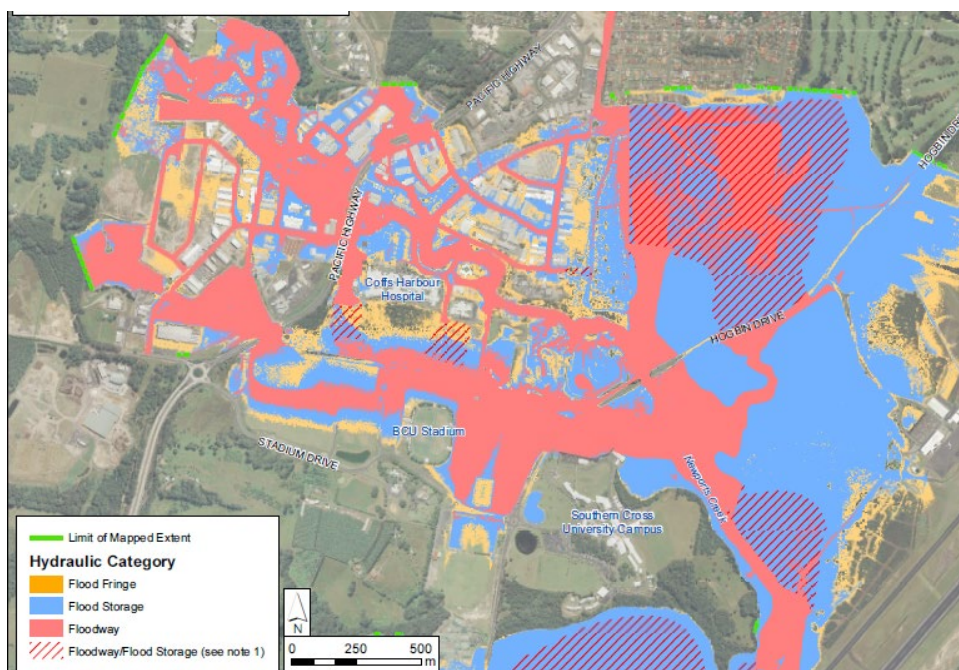 PACIFIC HIGHWAY
HOGBIN DR
PACIFIC HIGHWAY
Coffs Harbour
Hospital
HOGBIN DRIVE
BCU Stadium
STADIUM DRIVE
Newports Creek
Southern Cross
University Campus
Limit of Mapped Extent
Hydraulic Category
Flood Fringe
Flood Storage
Floodway
Floodway/Flood Storage (see note 1)
N
0 250 500
m